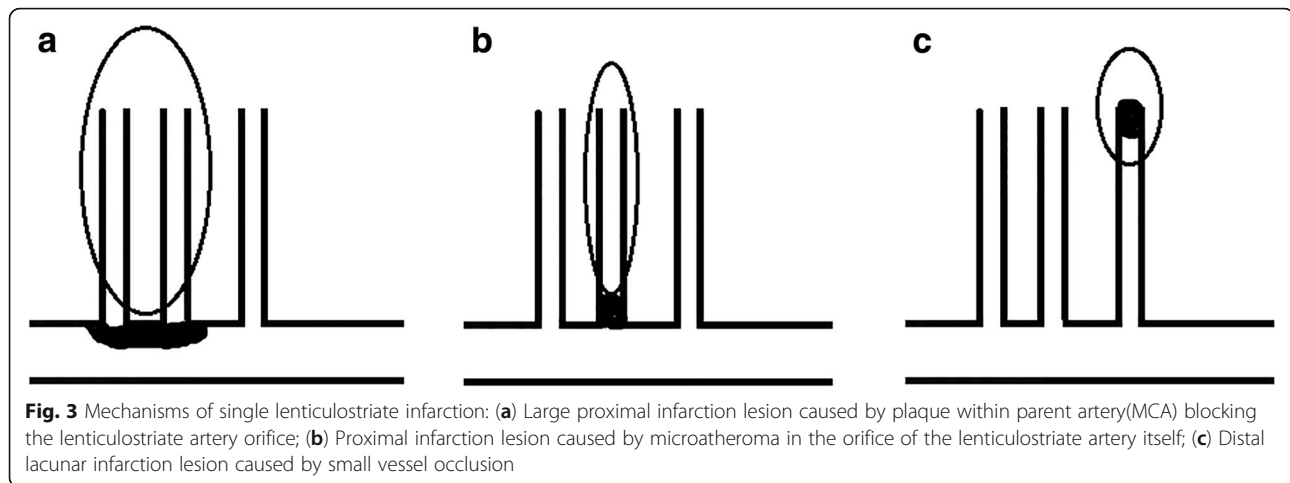 a
b
c
Fig. 3 Mechanisms of single lenticulostriate infarction: (a) Large proximal infarction lesion caused by plaque within parent artery(MCA) blocking
the lenticulostriate artery orifice; (b) Proximal infarction lesion caused by microatheroma in the orifice of the lenticulostriate artery itself; (c) Distal
lacunar infarction lesion caused by small vessel occlusion